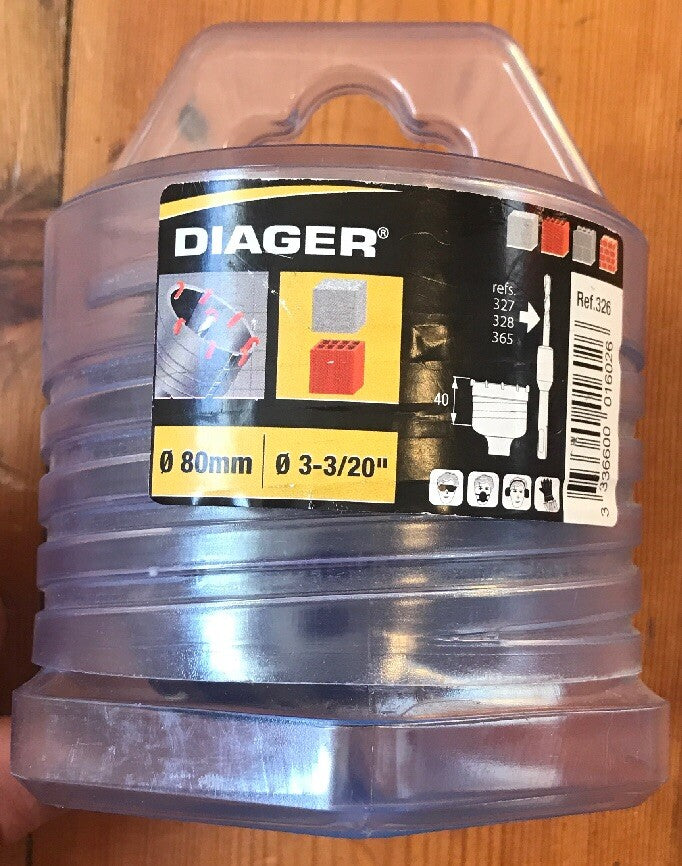 DIAGER®
refs.
327
328
365
Ref.326
40
Ø 80mm
Ø 3-3/20"
3 336600 016026